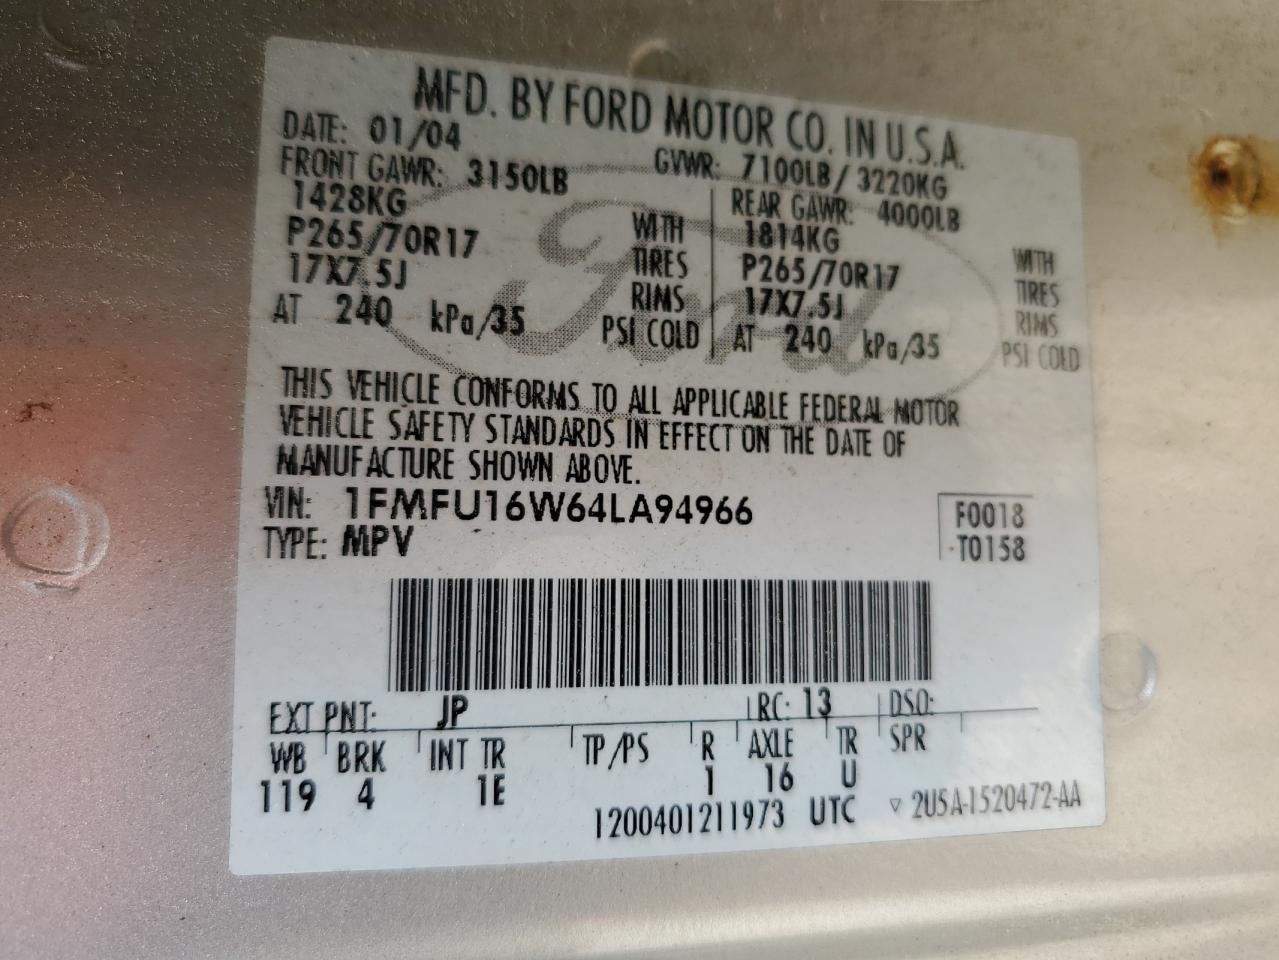 MFD. BY FORD MOTOR CO. IN U.S.A.
DATE: 01/04 GVWR: 7100LB / 3220KG
FRONT GAWR: 3150LB REAR GAWR: 4000LB
1428KG WITH 1814KG WITH
P265/70R17 TIRES P265/70R17 TIRES
17X7.5J RIMS 17X7.5J RIMS
AT 240 kPa/35 PSI COLD AT 240 kPa/35 PSI COLD
Ford
THIS VEHICLE CONFORMS TO ALL APPLICABLE FEDERAL MOTOR
VEHICLE SAFETY STANDARDS IN EFFECT ON THE DATE OF
MANUFACTURE SHOWN ABOVE.
VIN: 1FMFU16W64LA94966 F0018
TYPE: MPV T0158
EXT PNT: JP RC: 13 DSO:
WB BRK INT TR TP/PS R AXLE TR SPR
119 4 1E 1 16 U
1200401211973 UTC ▽ 2U5A-1520472-AA